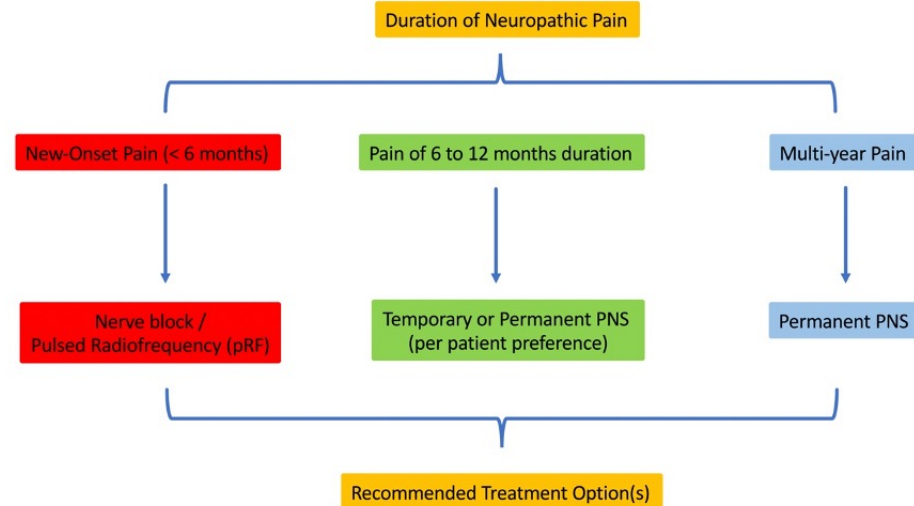 Duration of Neuropathic Pain
New-Onset Pain (< 6 months)
Pain of 6 to 12 months duration
Multi-year Pain
Nerve block /
Pulsed Radiofrequency (pRF)
Temporary or Permanent PNS
(per patient preference)
Permanent PNS
Recommended Treatment Option(s)